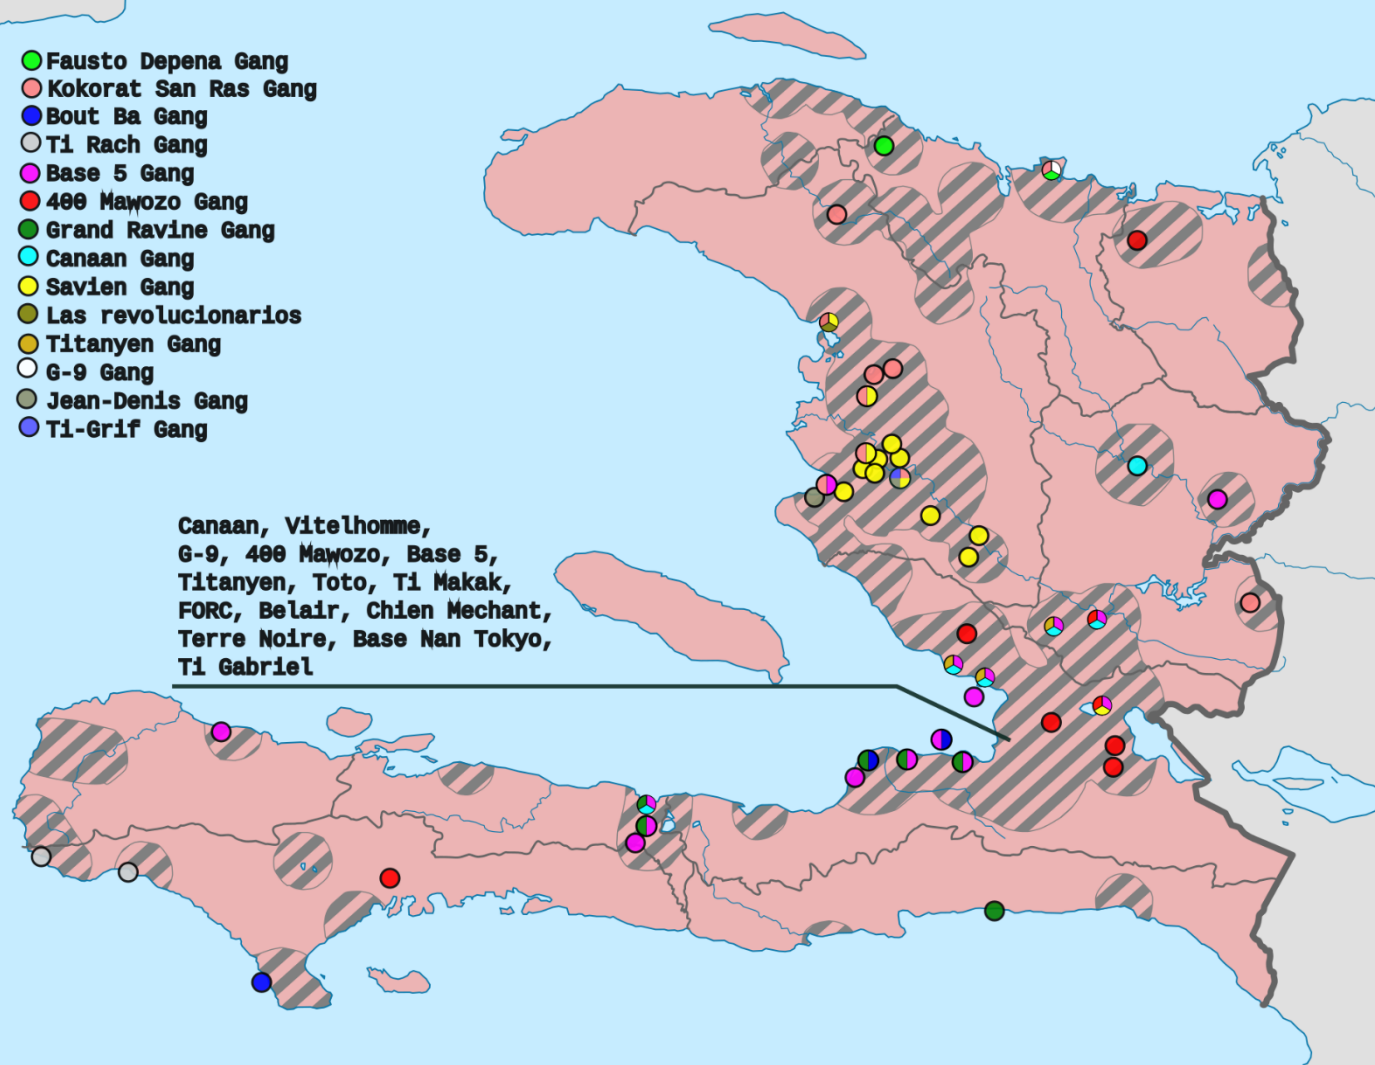 Fausto Depena Gang
Kokorat San Ras Gang
Bout Ba Gang
Ti Rach Gang
Base 5 Gang
400 Mawozo Gang
Grand Ravine Gang
Canaan Gang
Savien Gang
Las revolucionarios
Titanyen Gang
G-9 Gang
Jean-Denis Gang
Ti-Grif Gang
Canaan, Vitelhomme,
G-9, 400 Mawozo, Base 5,
Titanyen, Toto, Ti Makak,
FORC, Belair, Chien Mechant,
Terre Noire, Base Nan Tokyo,
Ti Gabriel